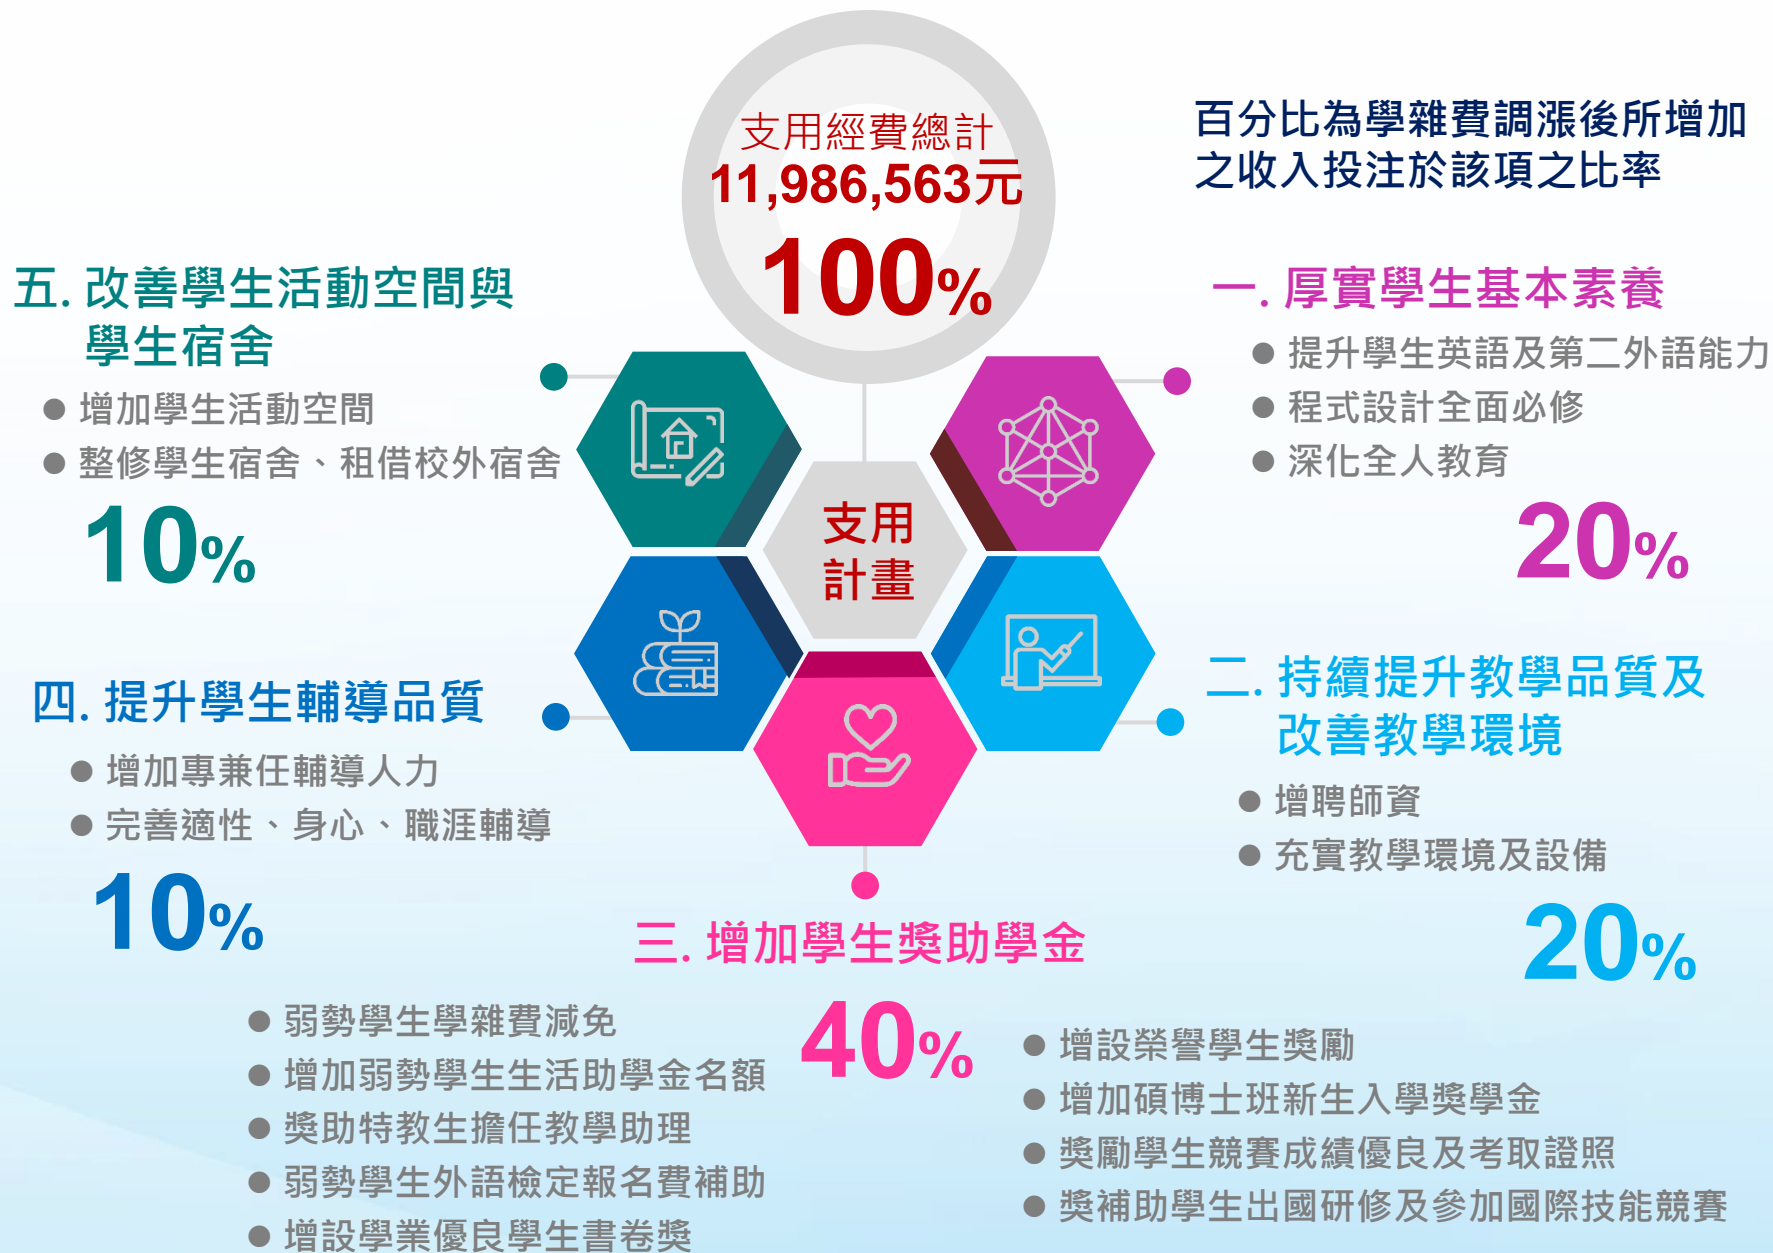 支用經費總計
11,986,563元
100%
百分比為學雜費調漲後所增加
之收入投注於該項之比率
支用
計畫
一. 厚實學生基本素養
● 提升學生英語及第二外語能力
● 程式設計全面必修
● 深化全人教育
20%
二. 持續提升教學品質及
改善教學環境
● 增聘師資
● 充實教學環境及設備
20%
三. 增加學生獎助學金
40%
● 弱勢學生學雜費減免
● 增加弱勢學生生活助學金名額
● 獎助特教生擔任教學助理
● 弱勢學生外語檢定報名費補助
● 增設學業優良學生書卷獎
● 增設榮譽學生獎勵
● 增加碩博士班新生入學獎學金
● 獎勵學生競賽成績優良及考取證照
● 獎補助學生出國研修及參加國際技能競賽
四. 提升學生輔導品質
● 增加專兼任輔導人力
● 完善適性、身心、職涯輔導
10%
五. 改善學生活動空間與
學生宿舍
● 增加學生活動空間
● 整修學生宿舍、租借校外宿舍
10%